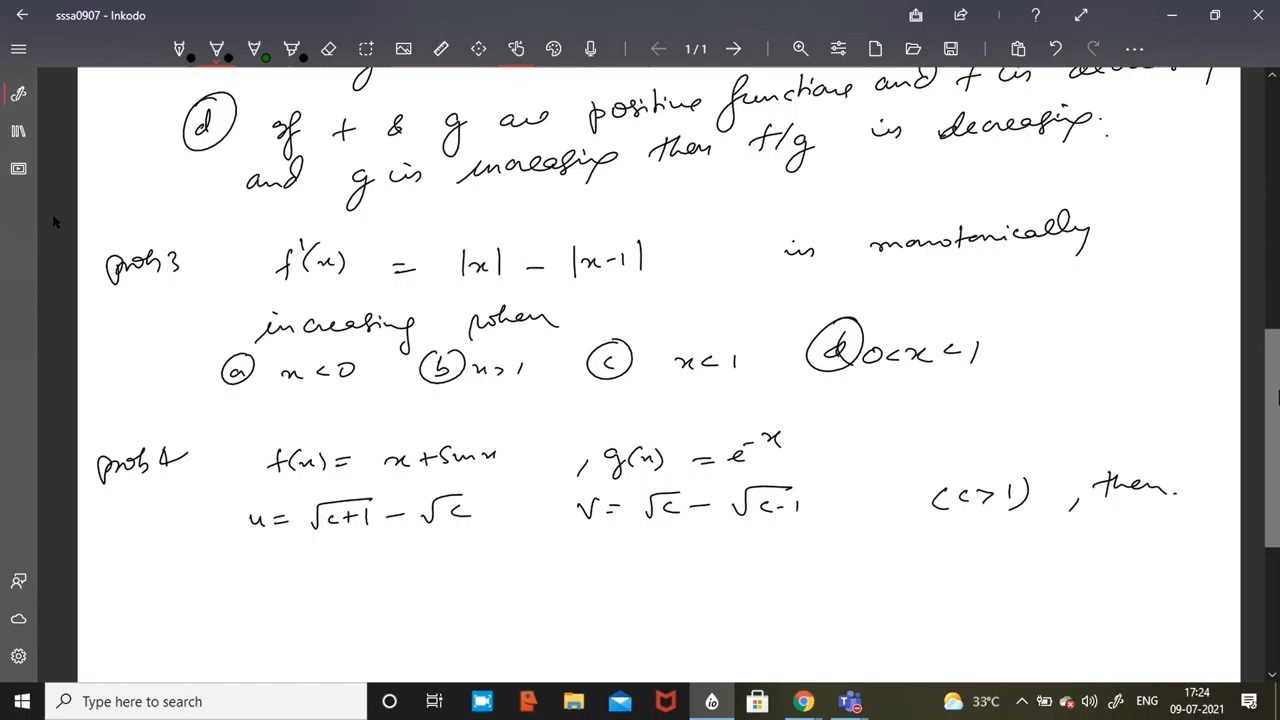 sssa0907 - Inkodo
1/1
(d) If f & g are positive functions and f is
and g is increasing then f/g is decreasing.
prob 3 f'(x) = |x| - |x-1| is monotonically
increasing when
(a) x < 0 (b) x > 1 (c) x < 1 (d) 0 < x < 1
prob 4 f(x) = x + sin x , g(x) = e^-x
u = √c+1 - √c v = √c - √c-1 (c > 1) , then.
Type here to search
33°C
ENG
17:24
09-07-2021